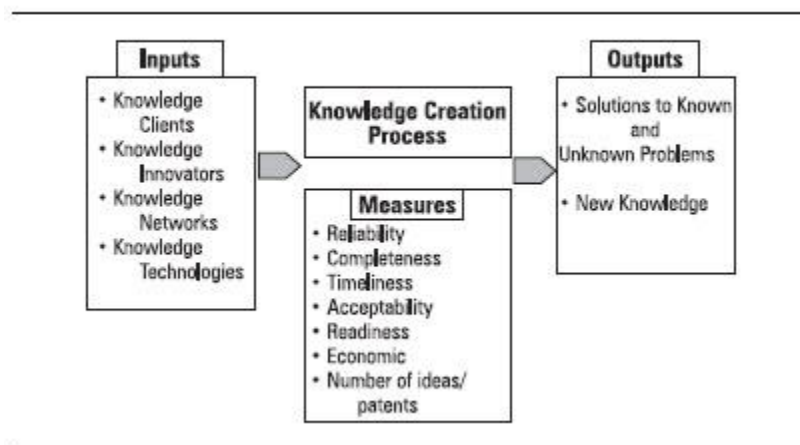 Inputs
• Knowledge
Clients
• Knowledge
Innovators
• Knowledge
Networks
• Knowledge
Technologies
Knowledge Creation
Process
Measures
• Reliability
• Completeness
• Timeliness
• Acceptability
• Readiness
• Economic
• Number of ideas/
patents
Outputs
• Solutions to Known
and
Unknown Problems
• New Knowledge